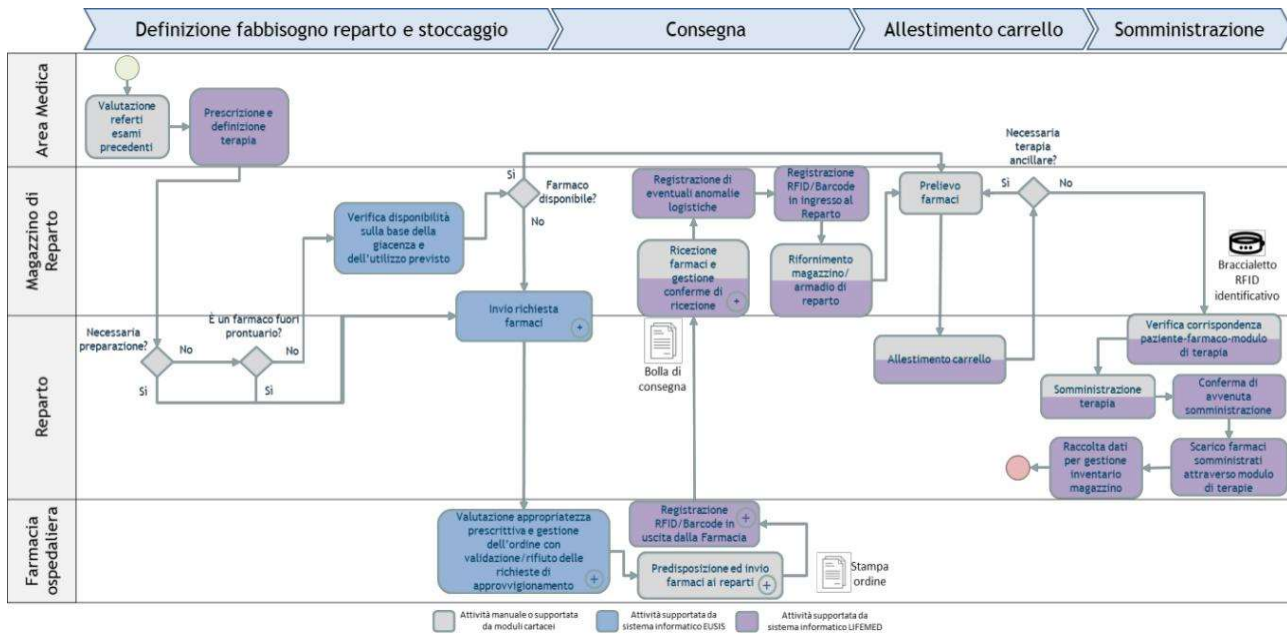 Definizione fabbisogno reparto e stoccaggio
Consegna
Allestimento carrello
Somministrazione
Area Medica
Valutazione
referti
esami
precedenti
Prescrizione e
definizione
terapia
Necessaria
terapia
ancillare?
Magazzino di
Reparto
Sì
Farmaco
disponibile?
No
Verifica disponibilità
sulla base della
giacenza e
dell'utilizzo previsto
Invio richiesta
farmaci
Registrazione di
eventuali anomalie
logistiche
Registrazione
RFID/Barcode
in ingresso al
Reparto
Ricezione
farmaci e
gestione
conferme di
ricezione
Rifornimento
magazzino/
armadio di
reparto
Prelievo
farmaci
Sì
No
Braccialetto
RFID
identificativo
Reparto
Necessaria
preparazione?
No
Sì
È un farmaco fuori
prontuario?
No
Sì
Bolla di
consegna
Allestimento carrello
Verifica corrispondenza
paziente-farmaco-modulo
di terapia
Somministrazione
terapia
Conferma di
avvenuta
somministrazione
Raccolta dati
per gestione
inventario
magazzino
Scarico farmaci
somministrati
attraverso modulo
di terapie
Farmacia
ospedaliera
Valutazione appropriatezza
prescrittiva e gestione
dell'ordine con
validazione/rifiuto delle
richieste di
approvvigionamento
Registrazione
RFID/Barcode in
uscita dalla Farmacia
Predisposizione ed invio
farmaci ai reparti
Stampa
ordine
Attività manuale o supportata
da moduli cartacei
Attività supportata da
sistema informatico EUSIS
Attività supportata da
sistema informatico LIFEMED